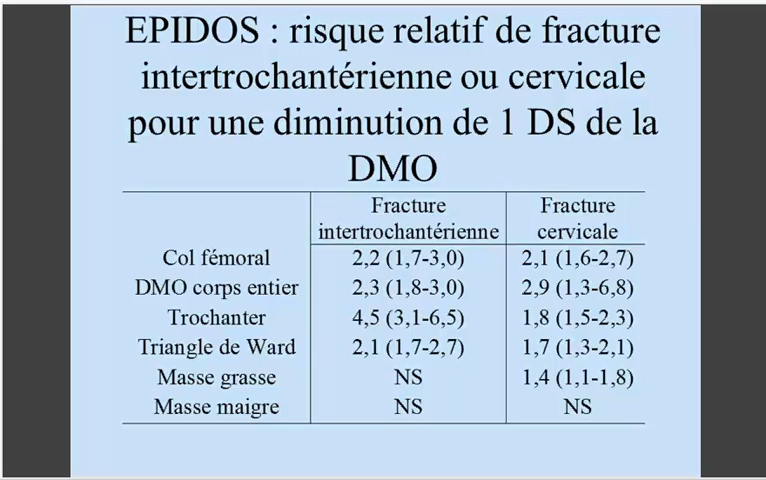 EPIDOS : risque relatif de fracture
intertrochantérienne ou cervicale
pour une diminution de 1 DS de la
DMO
Fracture Fracture
intertrochantérienne cervicale
Col fémoral 2,2 (1,7-3,0) 2,1 (1,6-2,7)
DMO corps entier 2,3 (1,8-3,0) 2,9 (1,3-6,8)
Trochanter 4,5 (3,1-6,5) 1,8 (1,5-2,3)
Triangle de Ward 2,1 (1,7-2,7) 1,7 (1,3-2,1)
Masse grasse NS 1,4 (1,1-1,8)
Masse maigre NS NS